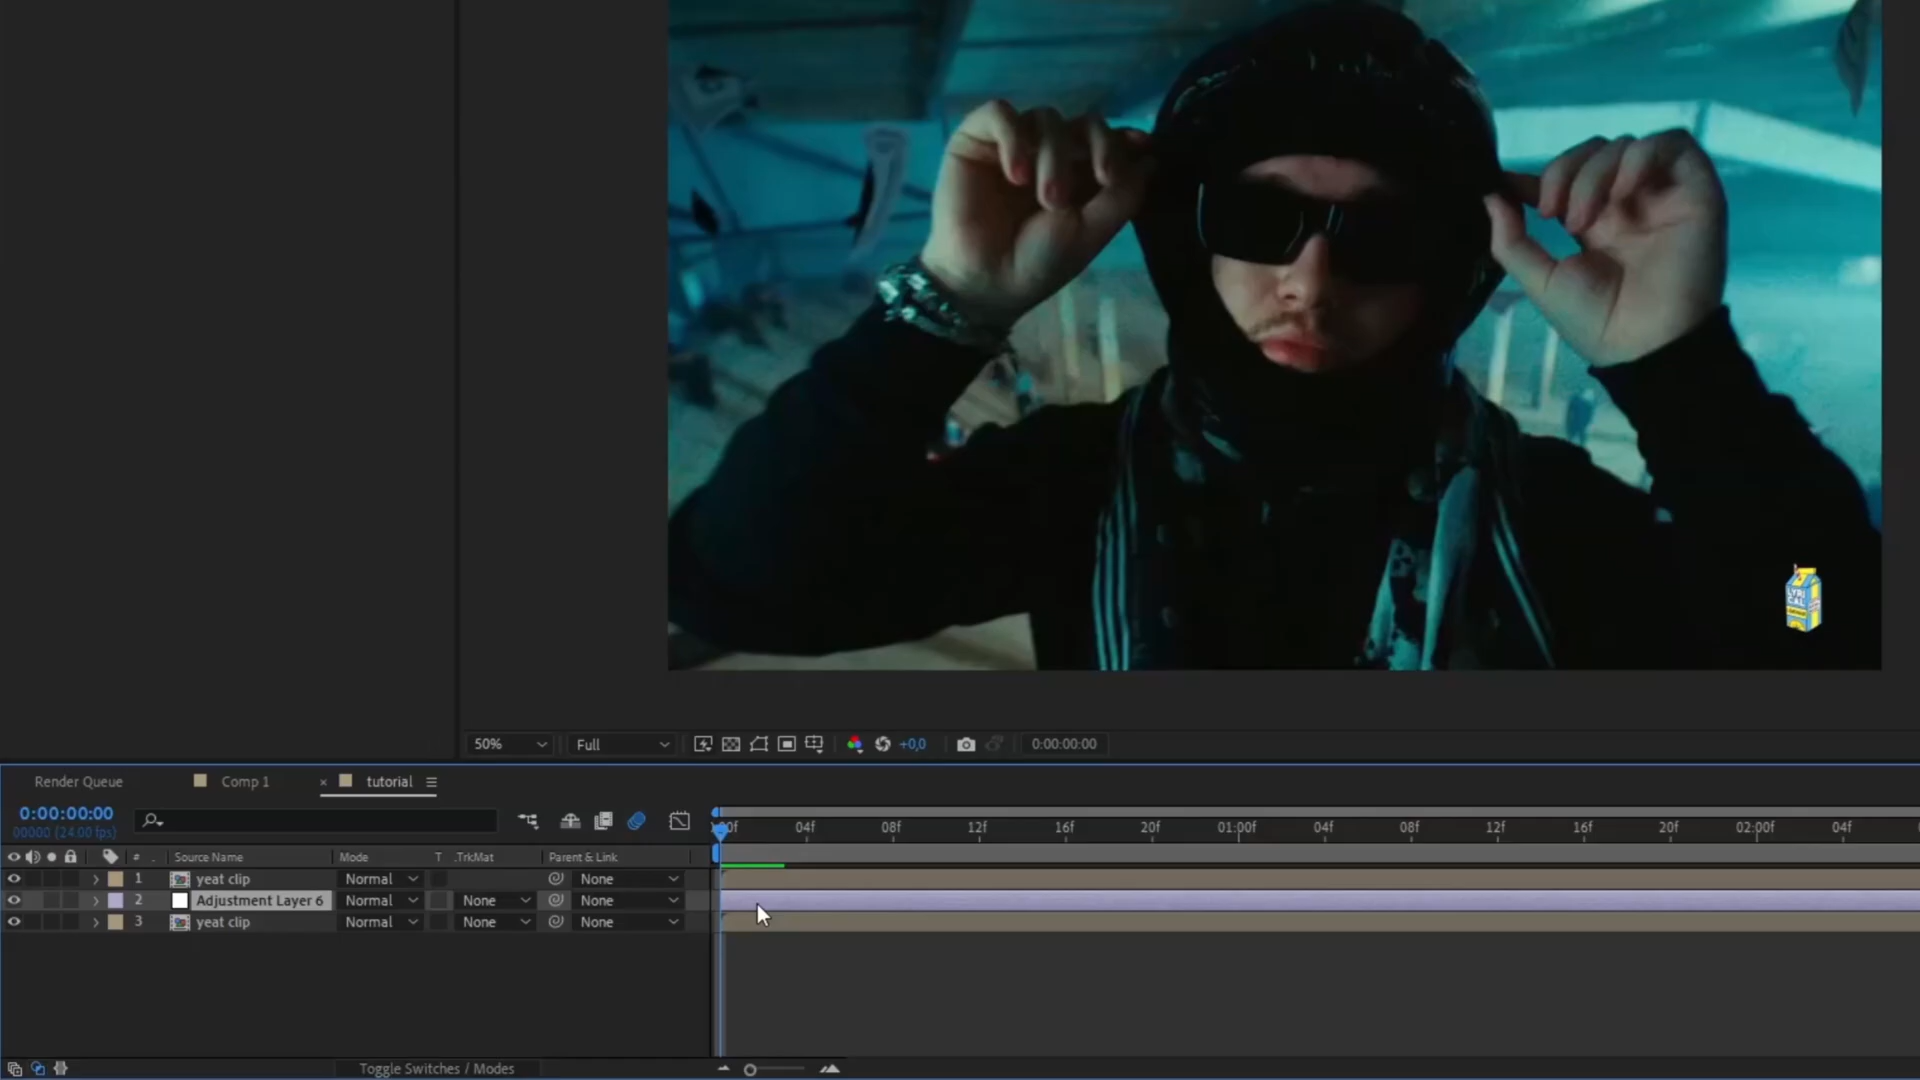 LYRI
CAL
50%
Full
+0,0
0:00:00:00
Render Queue
Comp 1
× tutorial
0:00:00:00
00000 (24.00 fps)
:00f 04f 08f 12f 16f 20f 01:00f 04f 08f 12f 16f 20f 02:00f 04f
# . Source Name Mode T .TrkMat Parent & Link
1 yeat clip Normal None
2 Adjustment Layer 6 Normal None None
3 yeat clip Normal None None
Toggle Switches / Modes